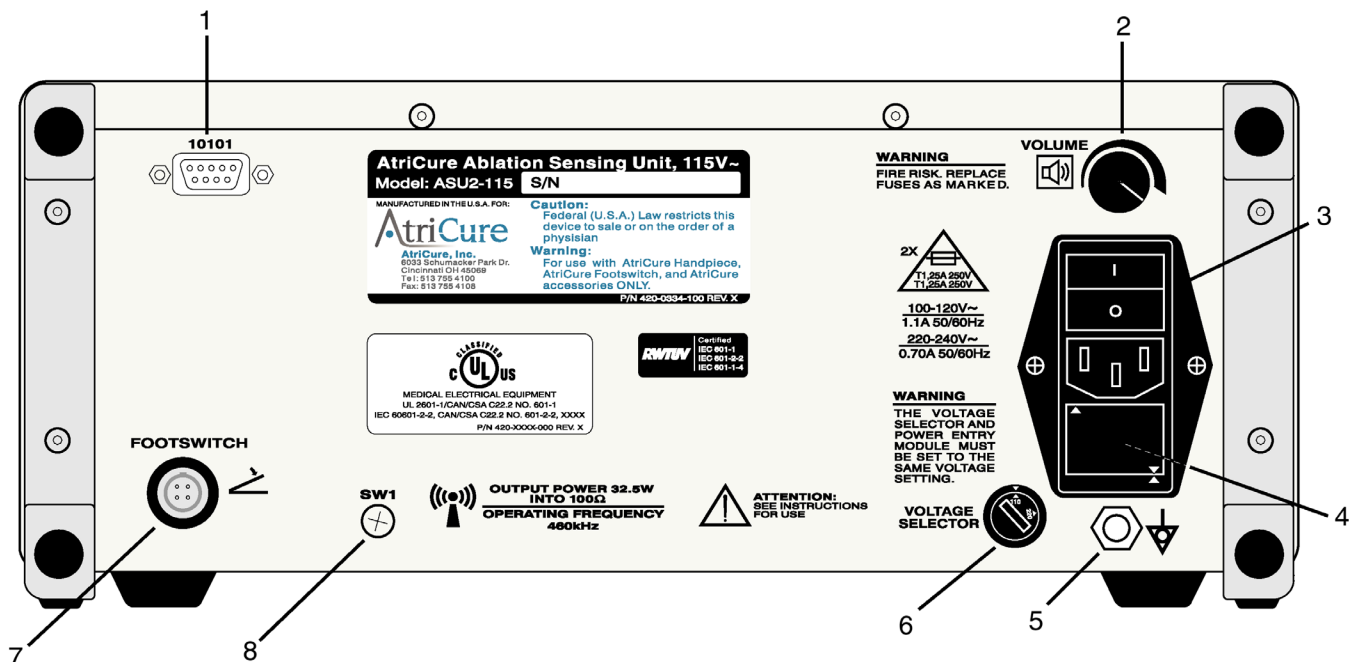 1
2
10101
VOLUME
WARNING
FIRE RISK. REPLACE
FUSES AS MARKED.
AtriCure Ablation Sensing Unit, 115V~
Model: ASU2-115 S/N
MANUFACTURED IN THE U.S.A. FOR:
AtriCure
AtriCure, Inc.
6033 Schumacker Park Dr.
Cincinnati OH 45069
Tel: 513 755 4100
Fax: 513 755 4108
Caution:
Federal (U.S.A.) Law restricts this
device to sale or on the order of a
physisian
Warning:
For use with AtriCure Handpiece,
AtriCure Footswitch, and AtriCure
accessories ONLY.
P/N 420-0334-100 REV. X
3
2X
T1,25A 250V
T1,25A 250V
100-120V~
1.1A 50/60Hz
220-240V~
0.70A 50/60Hz
I
O
CLASSIFIED
C UL US
MEDICAL ELECTRICAL EQUIPMENT
UL 2601-1/CAN/CSA C22.2 NO. 601-1
IEC 60601-2-2, CAN/CSA C22.2 NO. 601-2-2, XXXX
P/N 420-XXXX-000 REV. X
RWTUV
Certified
IEC 601-1
IEC 601-2-2
IEC 601-1-4
WARNING
THE VOLTAGE
SELECTOR AND
POWER ENTRY
MODULE MUST
BE SET TO THE
SAME VOLTAGE
SETTING.
FOOTSWITCH
SW1
OUTPUT POWER 32.5W
INTO 100Ω
OPERATING FREQUENCY
460kHz
ATTENTION:
SEE INSTRUCTIONS
FOR USE
VOLTAGE
SELECTOR
110
4
5
6
7
8